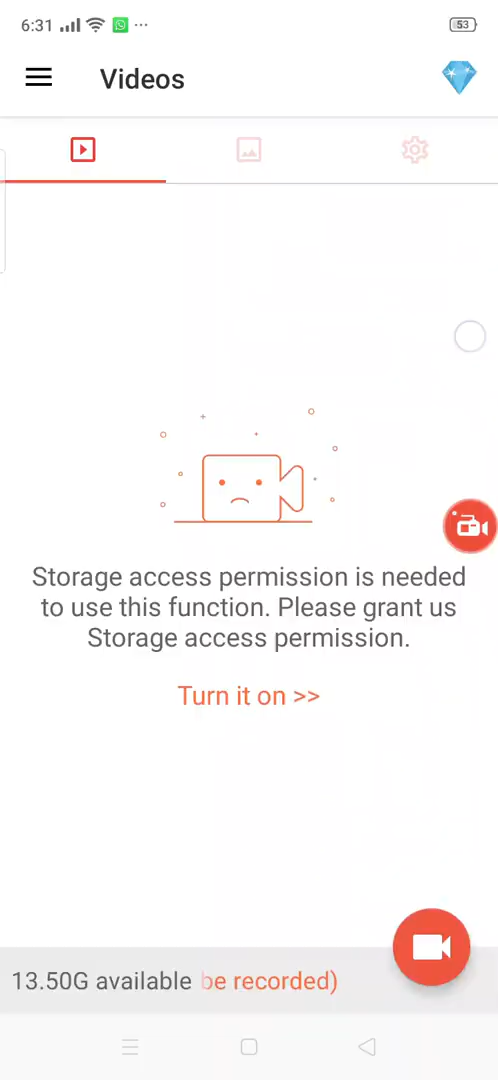 6:31 53
Videos
Storage access permission is needed
to use this function. Please grant us
Storage access permission.
Turn it on >>
13.50G available be recorded)